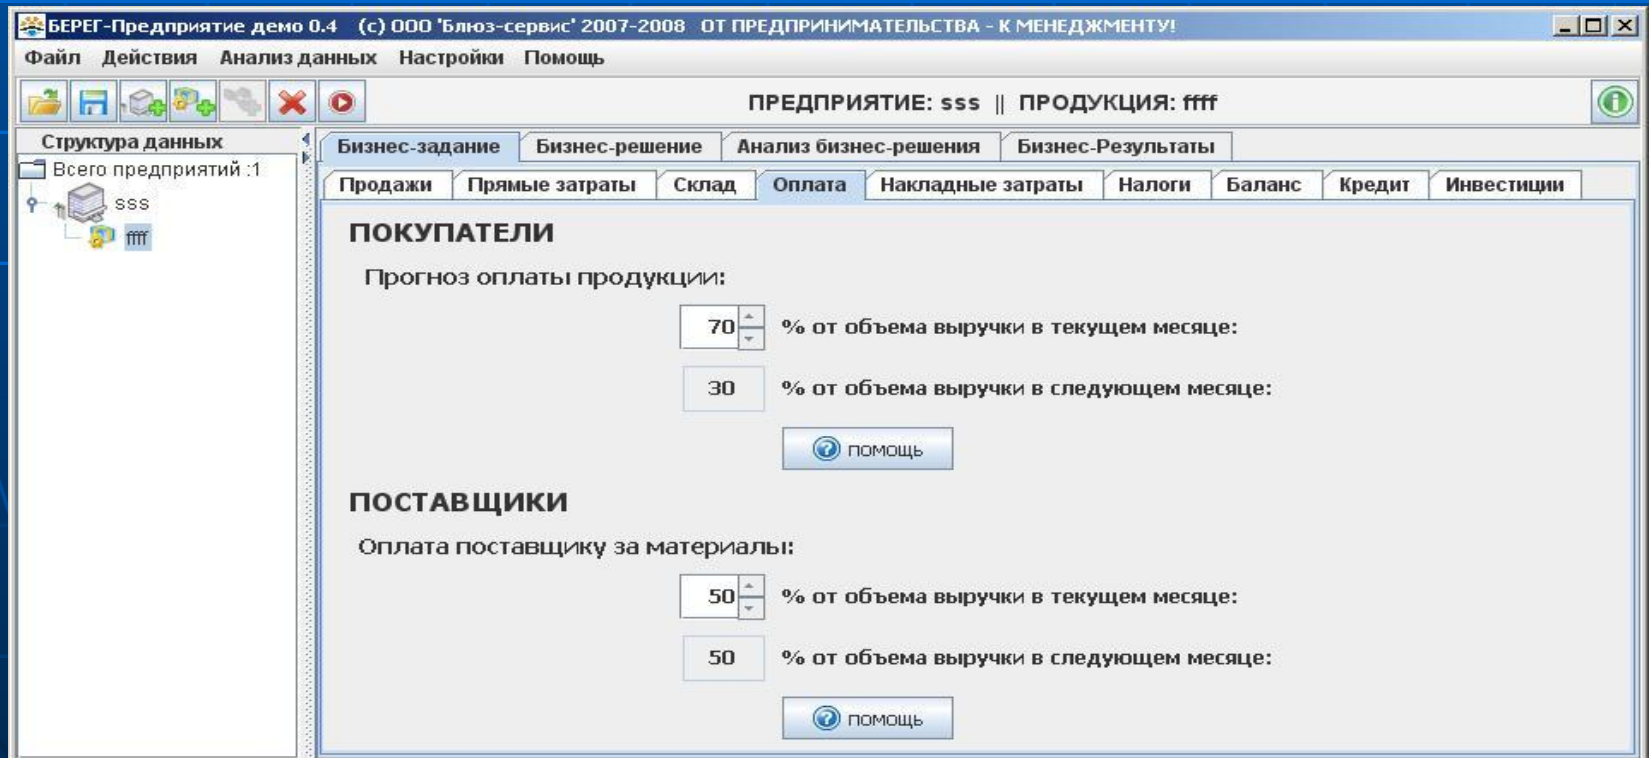 БЕРЕГ-Предприятие демо 0.4 (c) ООО 'Блюз-сервис' 2007-2008 ОТ ПРЕДПРИНИМАТЕЛЬСТВА - К МЕНЕДЖМЕНТУ!
Файл Действия Анализ данных Настройки Помощь
ПРЕДПРИЯТИЕ: sss || ПРОДУКЦИЯ: ffff
Структура данных
Всего предприятий :1
sss
ffff
Бизнес-задание Бизнес-решение Анализ бизнес-решения Бизнес-Результаты
Продажи Прямые затраты Склад Оплата Накладные затраты Налоги Баланс Кредит Инвестиции
ПОКУПАТЕЛИ
Прогноз оплаты продукции:
70 % от объема выручки в текущем месяце:
30 % от объема выручки в следующем месяце:
помощь
ПОСТАВЩИКИ
Оплата поставщику за материалы:
50 % от объема выручки в текущем месяце:
50 % от объема выручки в следующем месяце:
помощь